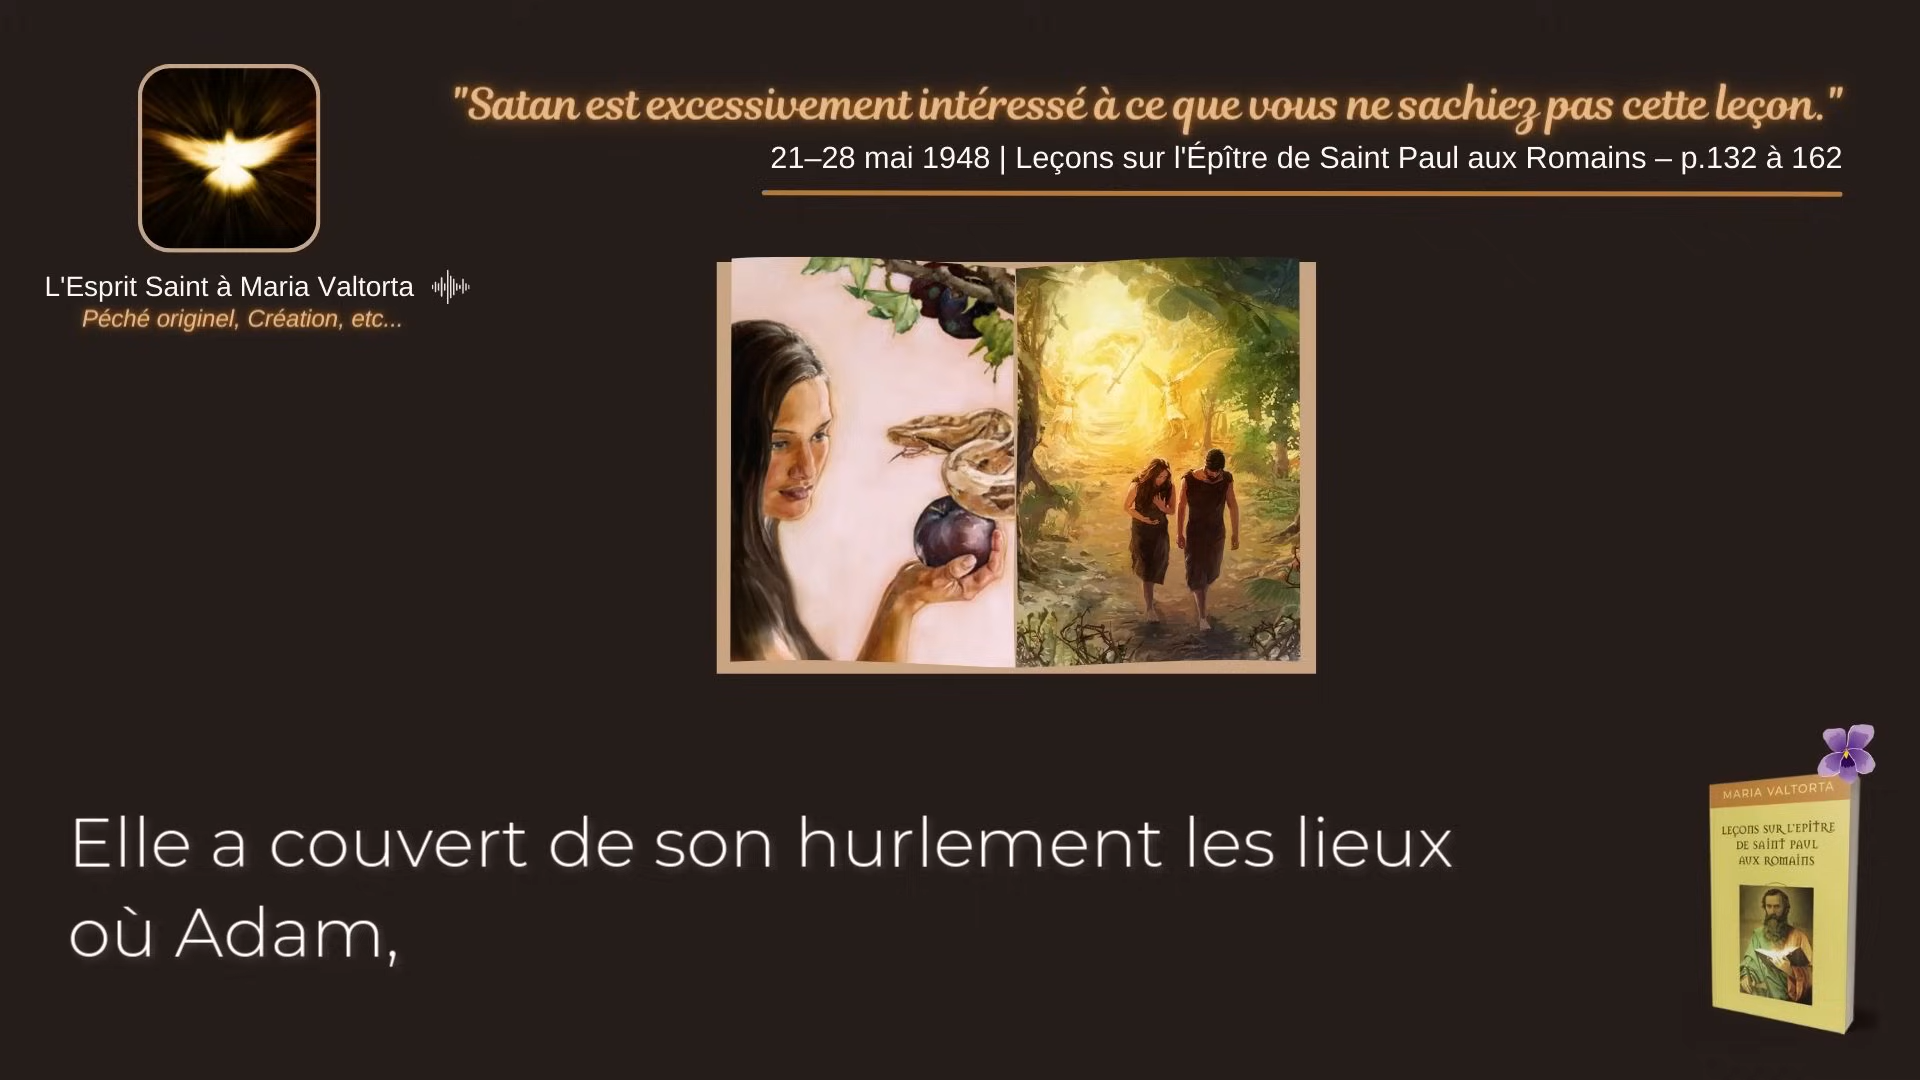 "Satan est excessivement intéressé à ce que vous ne sachiez pas cette leçon."
21–28 mai 1948 | Leçons sur l'Épître de Saint Paul aux Romains – p.132 à 162
L'Esprit Saint à Maria Valtorta
Péché originel, Création, etc...
Elle a couvert de son hurlement les lieux
où Adam,
MARIA VALTORTA
LEÇONS SUR L'EPÎTRE
DE SAINT PAUL
AUX ROMAINS